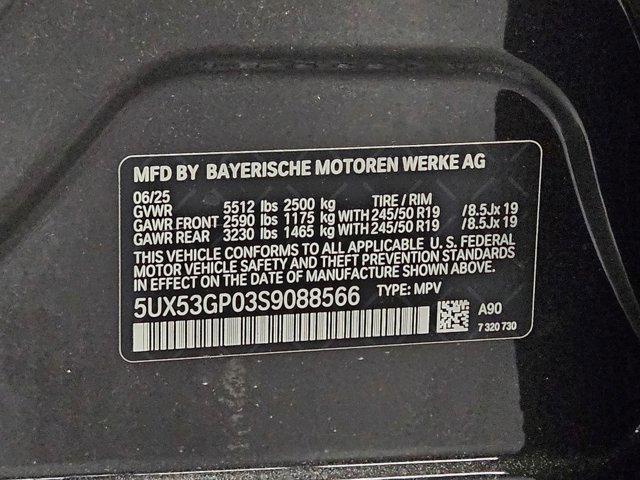 MFD BY BAYERISCHE MOTOREN WERKE AG
06/25
GVWR 5512 lbs 2500 kg TIRE / RIM
GAWR FRONT 2590 lbs 1175 kg WITH 245/50 R19 /8.5Jx 19
GAWR REAR 3230 lbs 1465 kg WITH 245/50 R19 /8.5Jx 19
THIS VEHICLE CONFORMS TO ALL APPLICABLE U. S. FEDERAL
MOTOR VEHICLE SAFETY AND THEFT PREVENTION STANDARDS
IN EFFECT ON THE DATE OF MANUFACTURE SHOWN ABOVE.
5UX53GP03S9088566 TYPE: MPV
A90
7 320 730